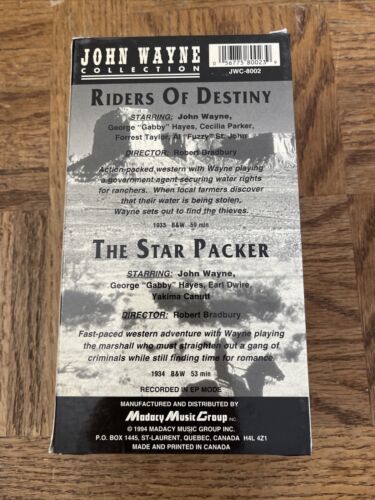 JOHN WAYNE
COLLECTION
0 56775 80023 9
JWC-8002
RIDERS OF DESTINY
STARRING: John Wayne,
George "Gabby" Hayes, Cecilia Parker,
Forrest Taylor, Al "Fuzzy" St. John
DIRECTOR: Robert Bradbury
Action-packed western with Wayne playing
a government agent securing water rights
for ranchers. When local farmers discover
that their water is being stolen,
Wayne sets out to find the thieves.
1933 B&W 50 min
THE STAR PACKER
STARRING: John Wayne,
George "Gabby" Hayes, Earl Dwire,
Yakima Canutt
DIRECTOR: Robert Bradbury
Fast-paced western adventure with Wayne playing
the marshall who must straighten out a gang of
criminals while still finding time for romance.
1934 B&W 53 min
RECORDED IN EP MODE
MANUFACTURED AND DISTRIBUTED BY
Madacy Music Group INC.
© 1994 MADACY MUSIC GROUP INC.
P.O. BOX 1445, ST-LAURENT, QUEBEC, CANADA H4L 4Z1
MADE AND PRINTED IN CANADA